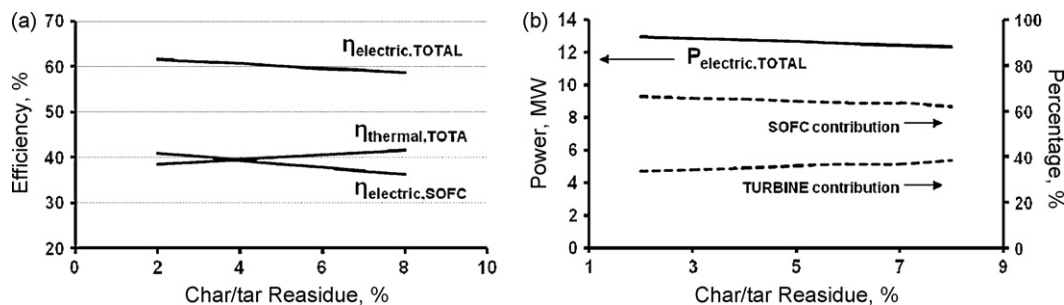 (a)
70
60
50
40
30
20
Efficiency, %
ηelectric,TOTAL
ηthermal,TOTA
ηelectric,SOFC
0 2 4 6 8 10
Char/tar Reasidue, %
(b)
14
12
10
8
6
4
2
0
Power, MW
Pelectric,TOTAL
SOFC contribution
TURBINE contribution
100
80
60
40
20
0
Percentage, %
1 3 5 7 9
Char/tar Reasidue, %